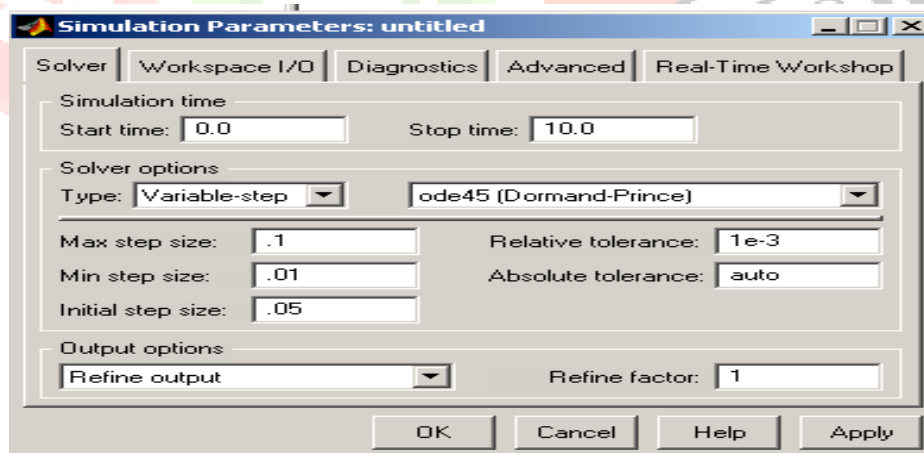 Simulation Parameters: untitled
Solver Workspace I/O Diagnostics Advanced Real-Time Workshop
Simulation time
Start time: 0.0 Stop time: 10.0
Solver options
Type: Variable-step ode45 (Dormand-Prince)
Max step size: .1 Relative tolerance: 1e-3
Min step size: .01 Absolute tolerance: auto
Initial step size: .05
Output options
Refine output Refine factor: 1
OK Cancel Help Apply